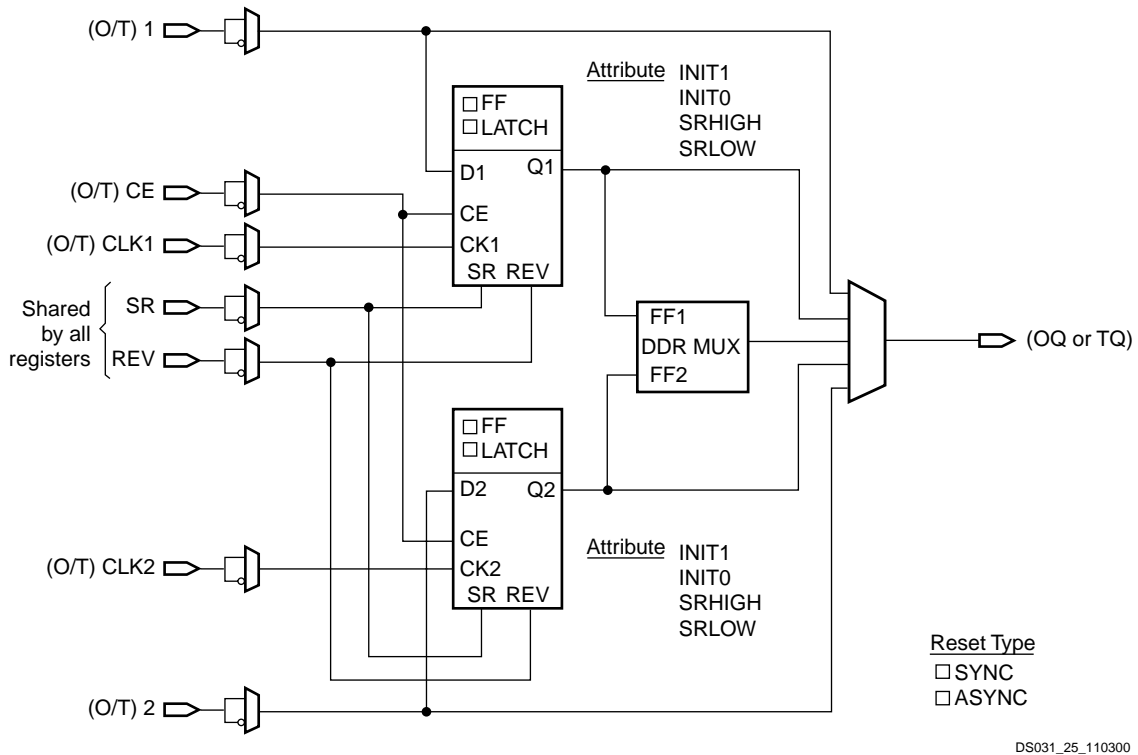 (O/T) 1
Attribute INIT1
INIT0
SRHIGH
SRLOW
FF
LATCH
D1 Q1
(O/T) CE
CE
(O/T) CLK1
CK1
SR REV
Shared
by all
registers
SR
REV
FF1
DDR MUX
FF2
(OQ or TQ)
FF
LATCH
D2 Q2
CE
(O/T) CLK2
CK2
SR REV
Attribute INIT1
INIT0
SRHIGH
SRLOW
Reset Type
SYNC
ASYNC
(O/T) 2
DS031_25_110300